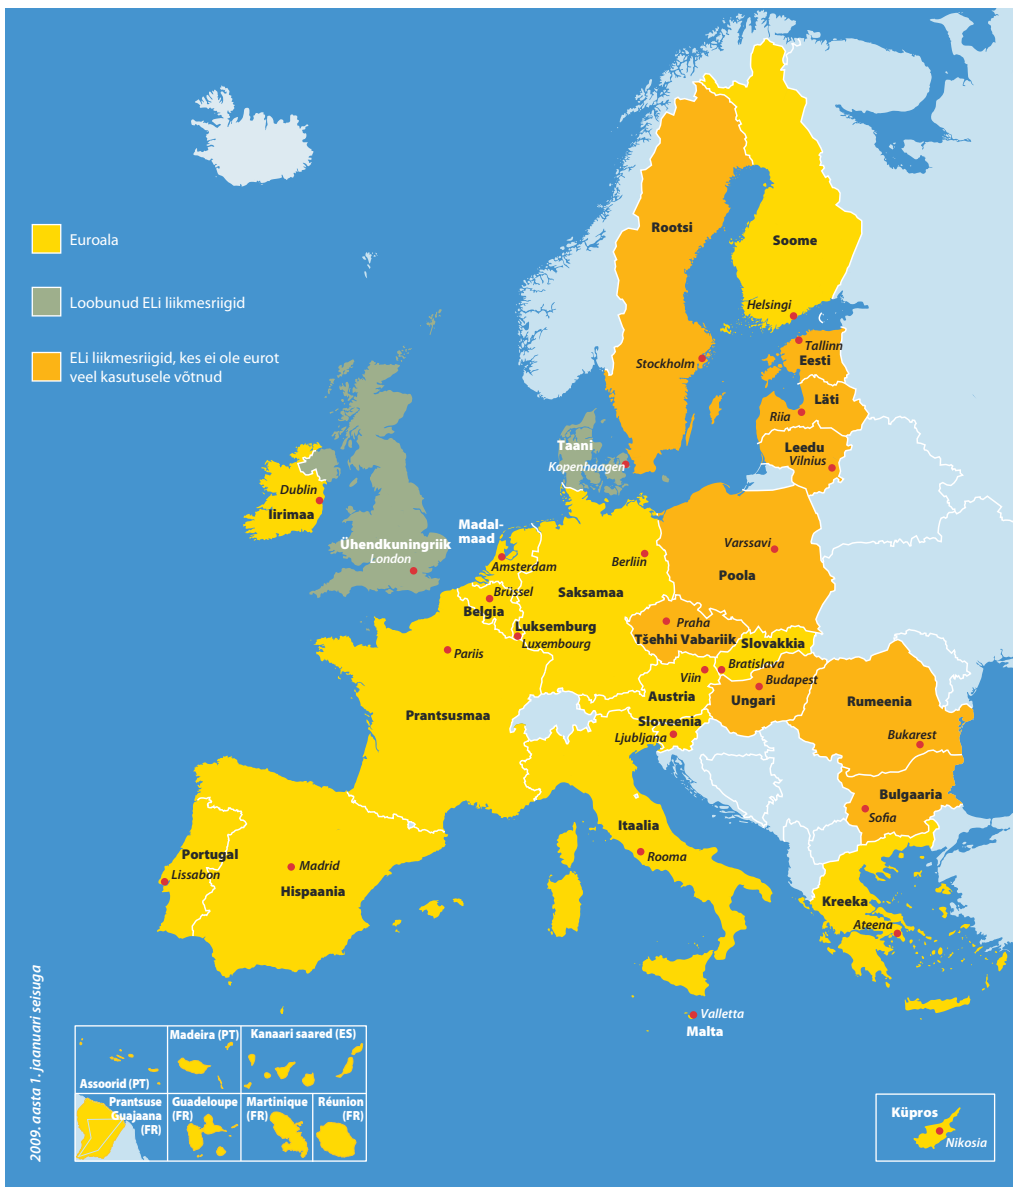 Euroala
Loobunud ELi liikmesriigid
ELi liikmesriigid, kes ei ole eurot
veel kasutusele võtnud
Rootsi
Soome
Helsingi
Stockholm
Tallinn
Eesti
Läti
Riia
Leedu
Vilnius
Taani
Kopenhaagen
Dublin
Iirimaa
Ühendkuningriik
London
Madal-
maad
Amsterdam
Brüssel
Belgia
Luksemburg
Luxembourg
Berliin
Saksamaa
Varssavi
Poola
Praha
Tšehhi Vabariik
Slovakkia
Bratislava
Viin
Austria
Budapest
Ungari
Pariis
Prantsusmaa
Sloveenia
Ljubljana
Rumeenia
Bukarest
Bulgaaria
Sofia
Itaalia
Rooma
Portugal
Lissabon
Madrid
Hispaania
Kreeka
Ateena
Valletta
Malta
2009. aasta 1. jaanuari seisuga
Assoorid (PT)
Madeira (PT)
Kanaari saared (ES)
Prantsuse
Guajaana
(FR)
Guadeloupe
(FR)
Martinique
(FR)
Réunion
(FR)
Küpros
Nikosia